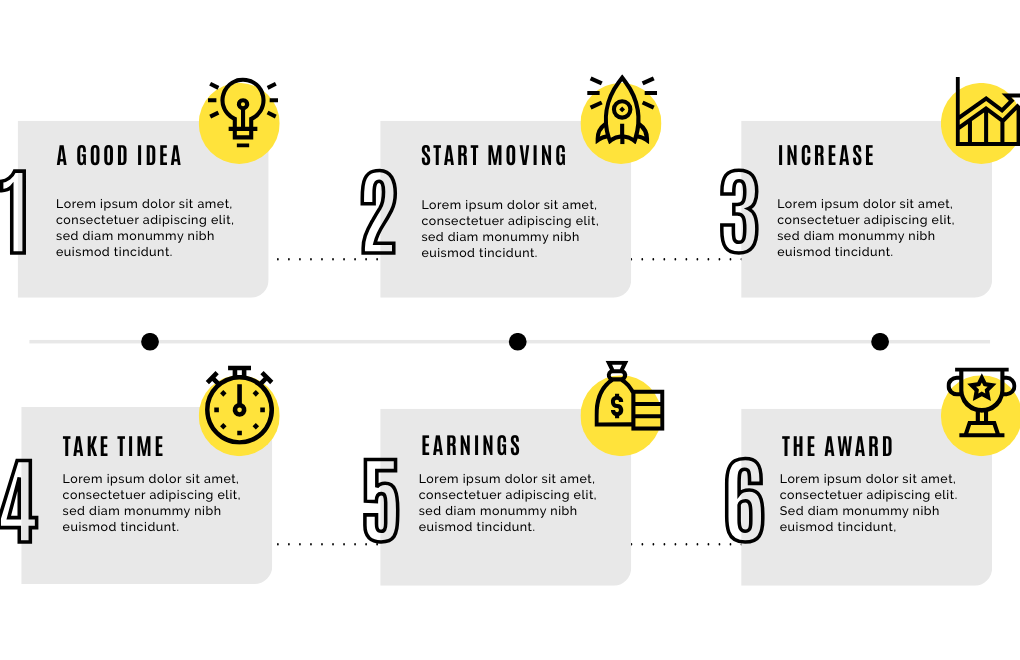 1
A GOOD IDEA
Lorem ipsum dolor sit amet,
consectetuer adipiscing elit,
sed diam monummy nibh
euismod tincidunt.
2
START MOVING
Lorem ipsum dolor sit amet,
consectetuer adipiscing elit,
sed diam monummy nibh
euismod tincidunt.
3
INCREASE
Lorem ipsum dolor sit amet,
consectetuer adipiscing elit,
sed diam monummy nibh
euismod tincidunt.
4
TAKE TIME
Lorem ipsum dolor sit amet,
consectetuer adipiscing elit,
sed diam monummy nibh
euismod tincidunt.
5
EARNINGS
$
Lorem ipsum dolor sit amet,
consectetuer adipiscing elit,
sed diam monummy nibh
euismod tincidunt.
6
THE AWARD
Lorem ipsum dolor sit amet,
consectetuer adipiscing elit.
Sed diam monummy nibh
euismod tincidunt,